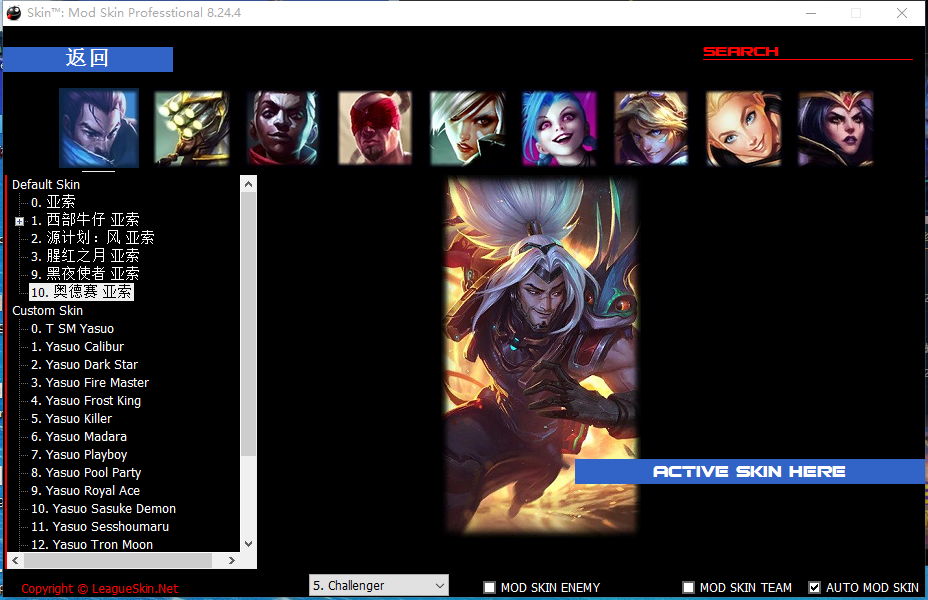 Skin™: Mod Skin Professtional 8.24.4
返回
SEARCH
Default Skin
0. 亚索
1. 西部牛仔 亚索
2. 源计划：风 亚索
3. 腥红之月 亚索
9. 黑夜使者 亚索
10. 奥德赛 亚索
Custom Skin
0. T SM Yasuo
1. Yasuo Calibur
2. Yasuo Dark Star
3. Yasuo Fire Master
4. Yasuo Frost King
5. Yasuo Killer
6. Yasuo Madara
7. Yasuo Playboy
8. Yasuo Pool Party
9. Yasuo Royal Ace
10. Yasuo Sasuke Demon
11. Yasuo Sesshoumaru
12. Yasuo Tron Moon
ACTIVE SKIN HERE
Copyright © LeagueSkin.Net
5. Challenger
MOD SKIN ENEMY
MOD SKIN TEAM
AUTO MOD SKIN